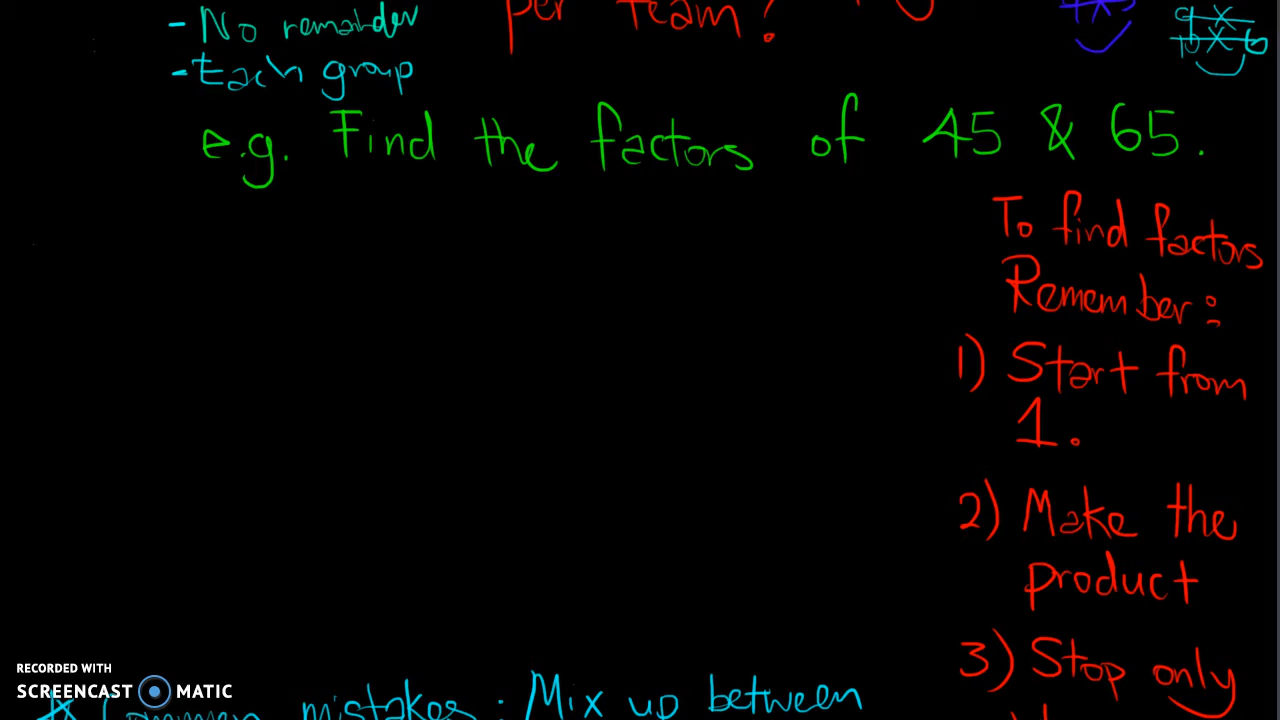 - No remainder
per Team?
- Each group
e.g. Find the factors of 45 & 65.
To find factors
Remember:
1) Start from
1.
2) Make the
product
3) Stop only
RECORDED WITH
SCREENCAST MATIC
Common mistakes: Mix up between